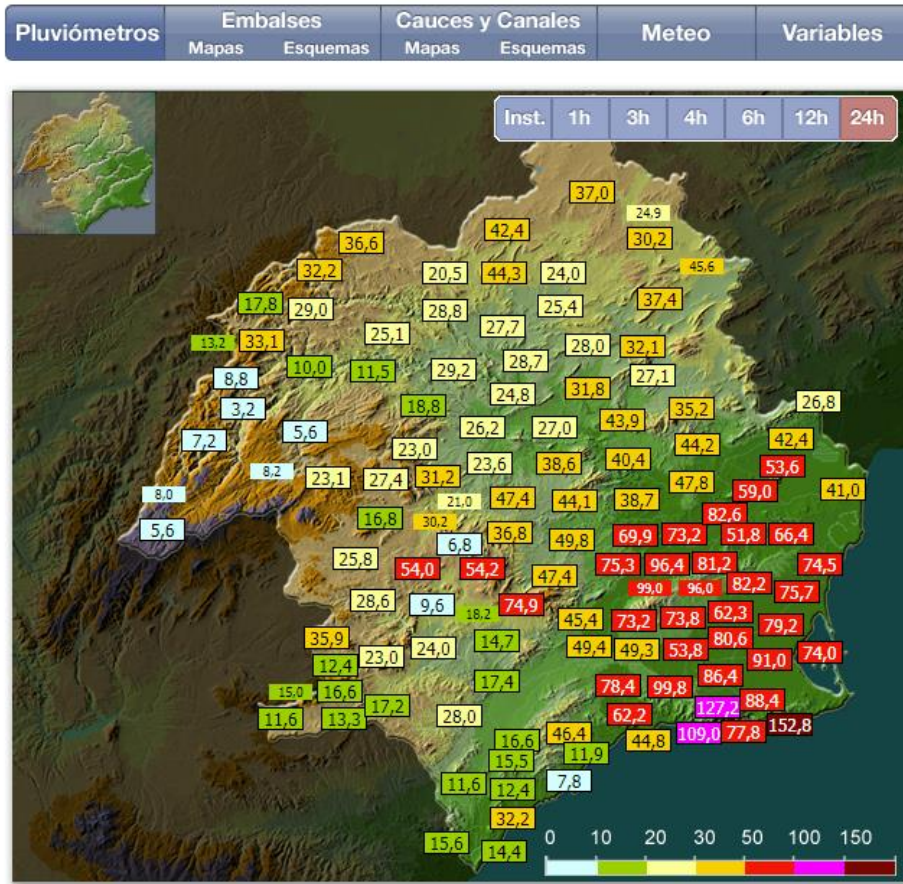 Pluviómetros Embalses Cauces y Canales Meteo Variables
Mapas Esquemas Mapas Esquemas
Inst. 1h 3h 4h 6h 12h 24h
37,0
24,9
42,4
30,2
36,6
45,6
32,2 20,5 44,3 24,0
37,4
17,8 29,0 28,8 25,4
27,7
25,1
13,2 33,1 28,0 32,1
28,7
10,0 11,5 29,2 27,1
8,8
31,8
24,8
26,8
3,2 18,8 35,2
43,9
5,6 26,2 27,0
7,2 42,4
23,0 44,2
40,4
53,6
8,2 23,6 38,6
23,1 27,4 31,2
47,8
59,0 41,0
8,0 21,0 47,4 44,1 38,7
82,6
16,8 30,2
5,6 36,8 69,9 73,2 51,8 66,4
6,8 49,8
25,8
54,0 54,2 75,3 96,4 81,2 74,5
47,4
99,0 96,0 82,2 75,7
28,6 9,6 74,9
18,2 45,4 73,2 73,8 62,3
79,2
35,9 14,7 80,6
24,0 49,4 49,3 53,8 74,0
23,0 91,0
12,4
86,4
15,0 16,6 17,4 78,4 99,8
17,2 88,4
127,2
11,6 13,3 28,0 62,2
152,8
46,4 109,0 77,8
16,6 44,8
15,5 11,9
11,6 12,4 7,8
32,2
15,6 14,4
0 10 20 30 50 100 150